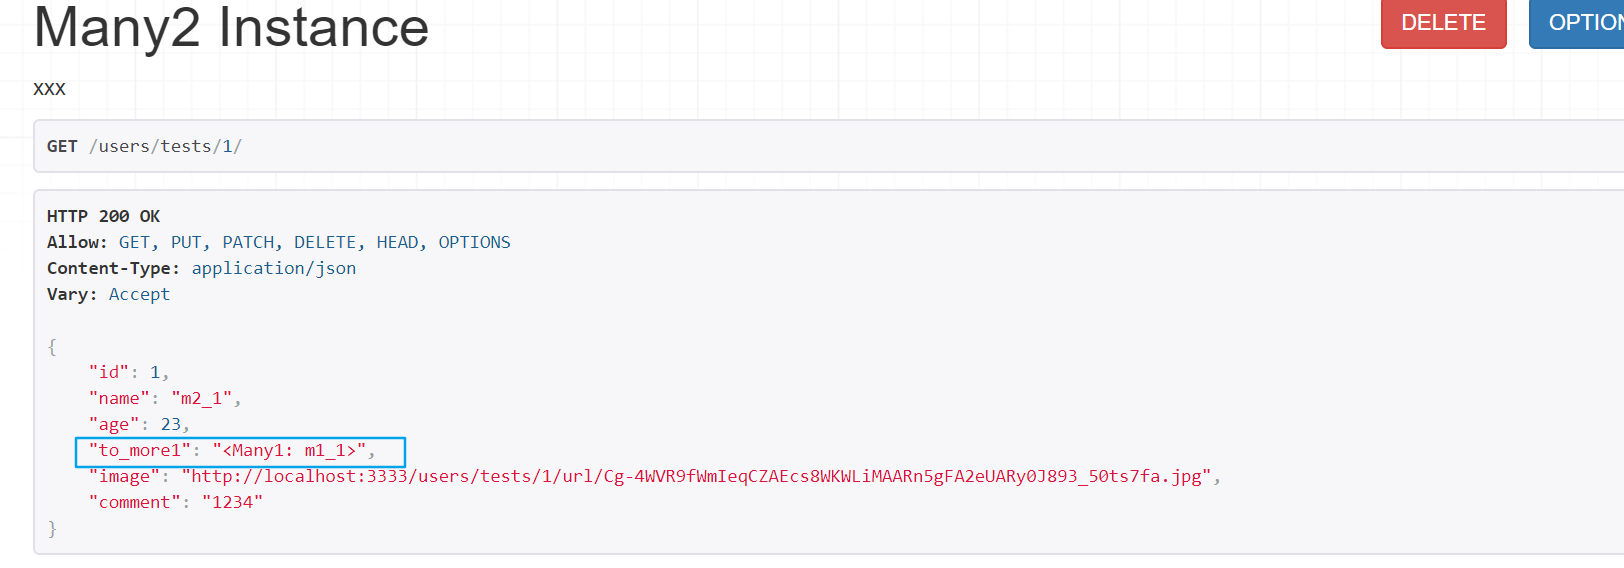 Many2 Instance
DELETE
OPTION
xxx
GET /users/tests/1/
HTTP 200 OK
Allow: GET, PUT, PATCH, DELETE, HEAD, OPTIONS
Content-Type: application/json
Vary: Accept
{
"id": 1,
"name": "m2_1",
"age": 23,
"to_more1": "<Many1: m1_1>",
"image": "http://localhost:3333/users/tests/1/url/Cg-4WVR9fWmIeqCZAEcs8WKWLiMAARn5gFA2eUARy0J893_50ts7fa.jpg",
"comment": "1234"
}